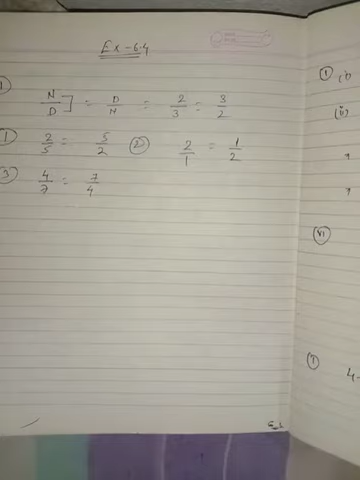 Ex-6.4
N/D ] = D/N = 2/3 = 3/2
① 2/5 = 5/2 ② 2/1 = 1/2
③ 4/7 = 7/4